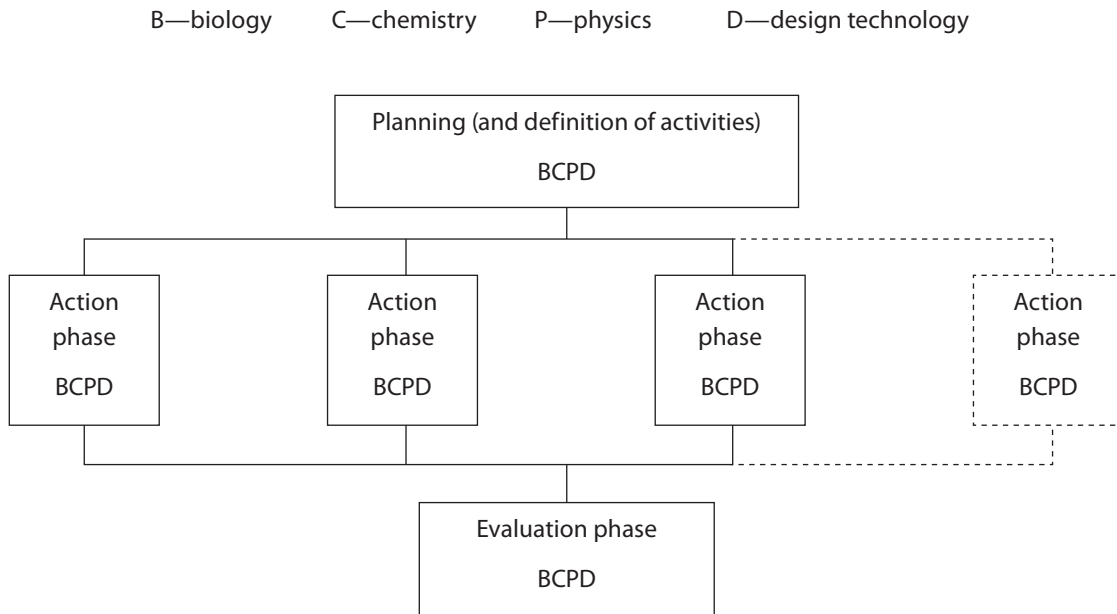 B—biology C—chemistry P—physics D—design technology
Planning (and definition of activities)
BCPD
Action
phase
BCPD
Action
phase
BCPD
Action
phase
BCPD
Action
phase
BCPD
Evaluation phase
BCPD